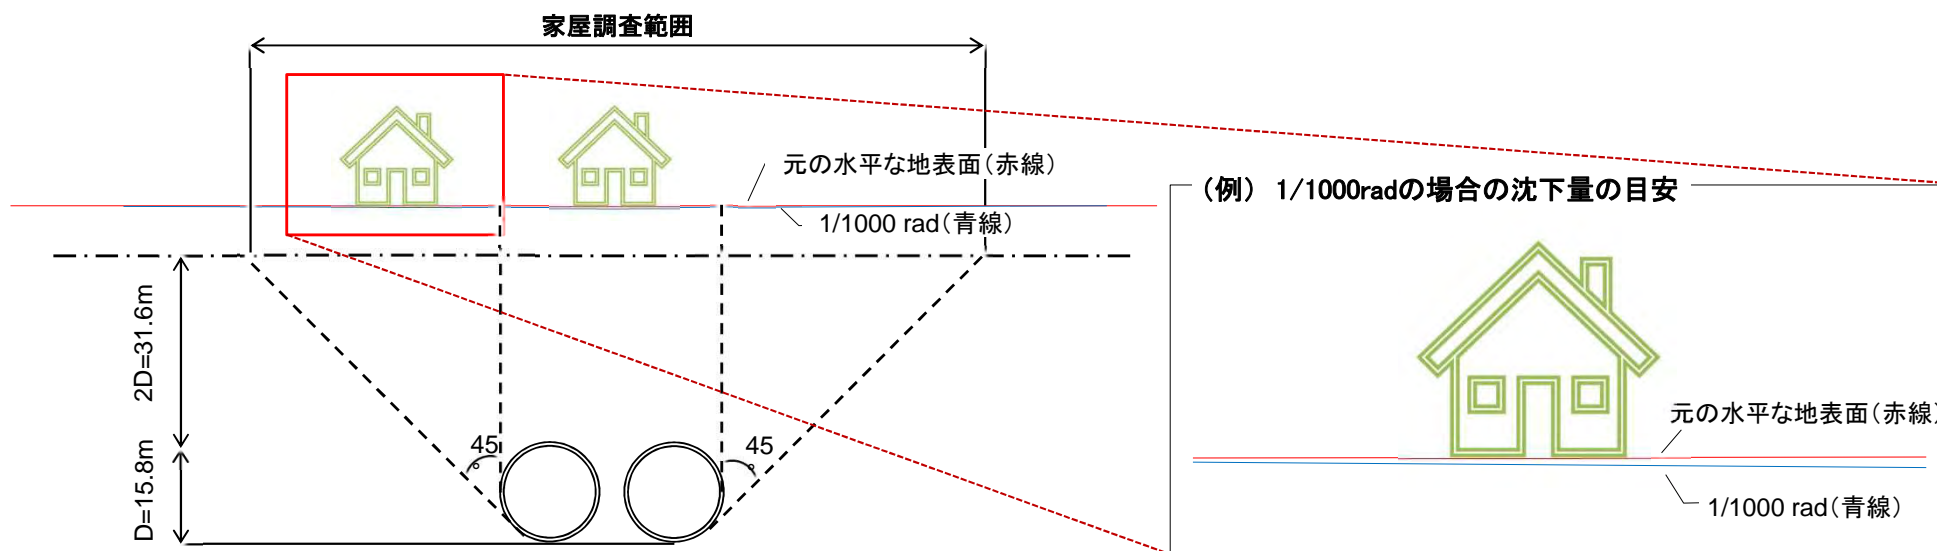 家屋調査範囲
元の水平な地表面(赤線)
1/1000 rad(青線)
2D=31.6m
D=15.8m
45°
45°
(例) 1/1000radの場合の沈下量の目安
元の水平な地表面(赤線)
1/1000 rad(青線)